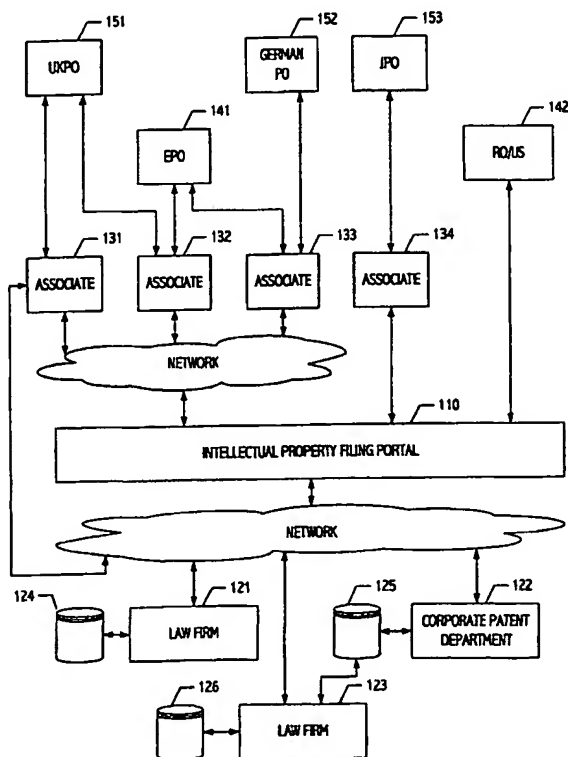 151
152
153
UXPO
GERMAN
PO
JPO
141
142
EPO
RO/US
131
132
133
134
ASSOCIATE
ASSOCIATE
ASSOCIATE
ASSOCIATE
NETWORK
110
INTELLECTUAL PROPERTY FILING PORTAL
NETWORK
124
121
125
122
LAW FIRM
CORPORATE PATENT
DEPARTMENT
126
123
LAW FIRM